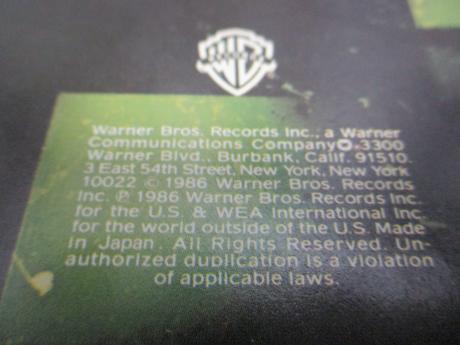 Warner Bros. Records Inc., a Warner
Communications Company. 3300
Warner Blvd., Burbank, Calif. 91510.
3 East 54th Street, New York, New York
10022 © 1986 Warner Bros. Records
Inc. ℗ 1986 Warner Bros. Records Inc.
for the U.S. & WEA International Inc.
for the world outside of the U.S. Made
in Japan. All Rights Reserved. Un-
authorized duplication is a violation
of applicable laws.